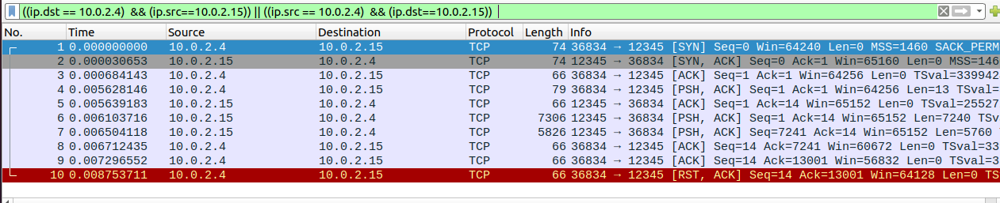 ((ip.dst == 10.0.2.4) && (ip.src==10.0.2.15)) || ((ip.src == 10.0.2.4) && (ip.dst==10.0.2.15))
No. Time Source Destination Protocol Length Info
1 0.000000000 10.0.2.4 10.0.2.15 TCP 74 36834 → 12345 [SYN] Seq=0 Win=64240 Len=0 MSS=1460 SACK_PERM
2 0.000030653 10.0.2.15 10.0.2.4 TCP 74 12345 → 36834 [SYN, ACK] Seq=0 Ack=1 Win=65160 Len=0 MSS=146
3 0.000684143 10.0.2.4 10.0.2.15 TCP 66 36834 → 12345 [ACK] Seq=1 Ack=1 Win=64256 Len=0 TSval=339942
4 0.005628146 10.0.2.4 10.0.2.15 TCP 79 36834 → 12345 [PSH, ACK] Seq=1 Ack=1 Win=64256 Len=13 TSval=
5 0.005639183 10.0.2.15 10.0.2.4 TCP 66 12345 → 36834 [ACK] Seq=1 Ack=14 Win=65152 Len=0 TSval=25527
6 0.006103716 10.0.2.15 10.0.2.4 TCP 7306 12345 → 36834 [PSH, ACK] Seq=1 Ack=14 Win=65152 Len=7240 TSv
7 0.006504118 10.0.2.15 10.0.2.4 TCP 5826 12345 → 36834 [PSH, ACK] Seq=7241 Ack=14 Win=65152 Len=5760
8 0.006712435 10.0.2.4 10.0.2.15 TCP 66 36834 → 12345 [ACK] Seq=14 Ack=7241 Win=60672 Len=0 TSval=33
9 0.007296552 10.0.2.4 10.0.2.15 TCP 66 36834 → 12345 [ACK] Seq=14 Ack=13001 Win=56832 Len=0 TSval=3
10 0.008753711 10.0.2.4 10.0.2.15 TCP 66 36834 → 12345 [RST, ACK] Seq=14 Ack=13001 Win=64128 Len=0 TS